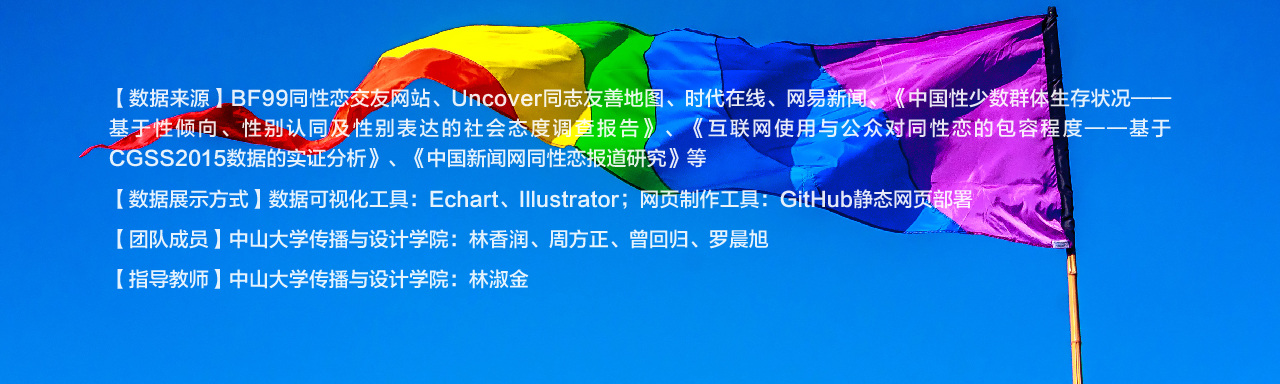 【数据来源】BF99同性恋交友网站、Uncover同志友善地图、时代在线、网易新闻、《中国性少数群体生存状况——
基于性倾向、性别认同及性别表达的社会态度调查报告》、《互联网使用与公众对同性恋的包容程度——基于
CGSS2015数据的实证分析》、《中国新闻网同性恋报道研究》等
【数据展示方式】数据可视化工具：Echart、Illustrator；网页制作工具：GitHub静态网页部署
【团队成员】中山大学传播与设计学院：林香润、周方正、曾回归、罗晨旭
【指导教师】中山大学传播与设计学院：林淑金